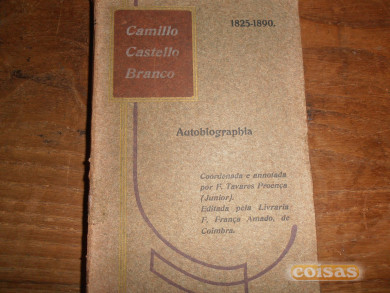 Camillo
Castello
Branco
1825-1890.
Autobiographia
Coordenada e annotada
por F. Tavares Proença
(Junior).
Editada pela Livraria
F. França Amado, de
Coimbra.
coisas